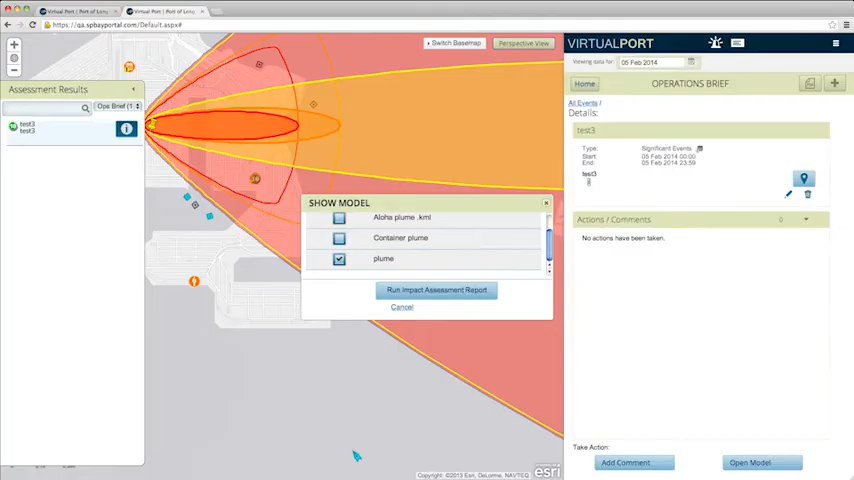 Virtual Port | Port of Long
Virtual Port | Port of Long
https://qa.spbayportal.com/Default.aspx#
Switch Basemap
Perspective View
VIRTUALPORT
Viewing data for:
05 Feb 2014
Home
OPERATIONS BRIEF
Assessment Results
Ops Brief (1
test3
test3
All Events /
Details:
test3
Type:
Significant Events
Start:
05 Feb 2014 00:00
End:
05 Feb 2014 23:59
test3
SHOW MODEL
Aloha plume .kml
Container plume
plume
Run Impact Assessment Report
Cancel
Actions / Comments
0
No actions have been taken.
Take Action:
Add Comment
Open Model
Copyright:©2013 Esri, DeLorme, NAVTEQ
esri